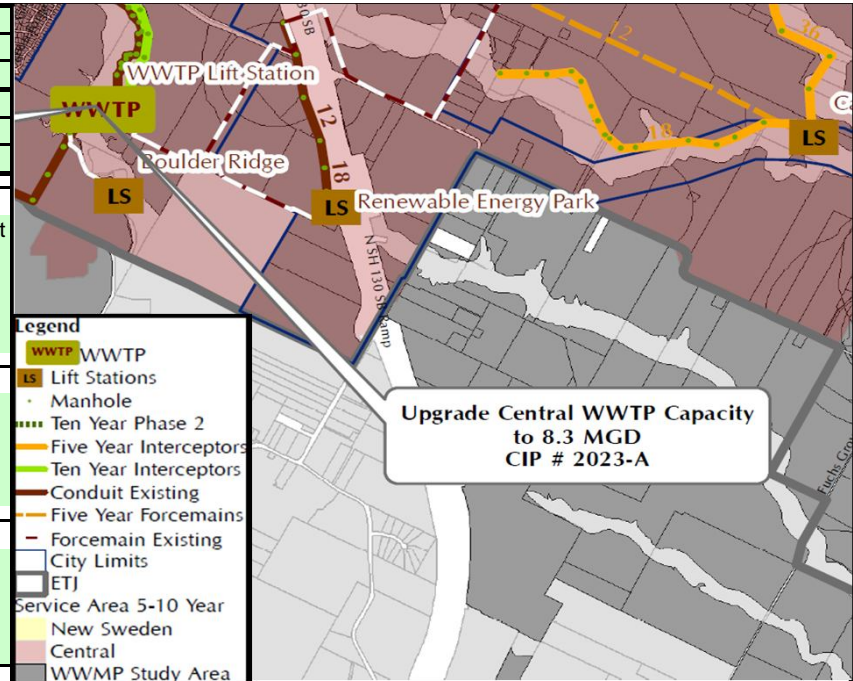 30 SB
12
36
WWTP Lift Station
WWTP
12
18
18
LS
Boulder Ridge
LS
LS
Renewable Energy Park
N SH 130 SB Ramp
Upgrade Central WWTP Capacity
to 8.3 MGD
CIP # 2023-A
Legend
WWTP WWTP
LS Lift Stations
Manhole
Ten Year Phase 2
Five Year Interceptors
Ten Year Interceptors
Conduit Existing
Five Year Forcemains
Forcemain Existing
City Limits
ETJ
Service Area 5-10 Year
New Sweden
Central
WWMP Study Area